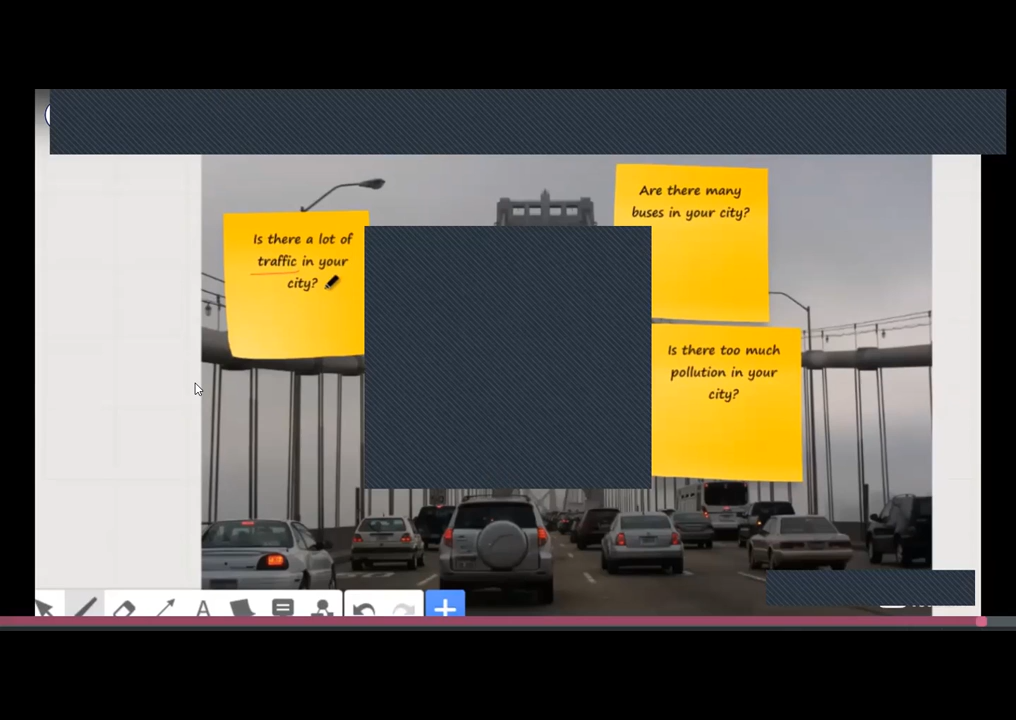 Is there a lot of
traffic in your
city?
Are there many
buses in your city?
Is there too much
pollution in your
city?
A